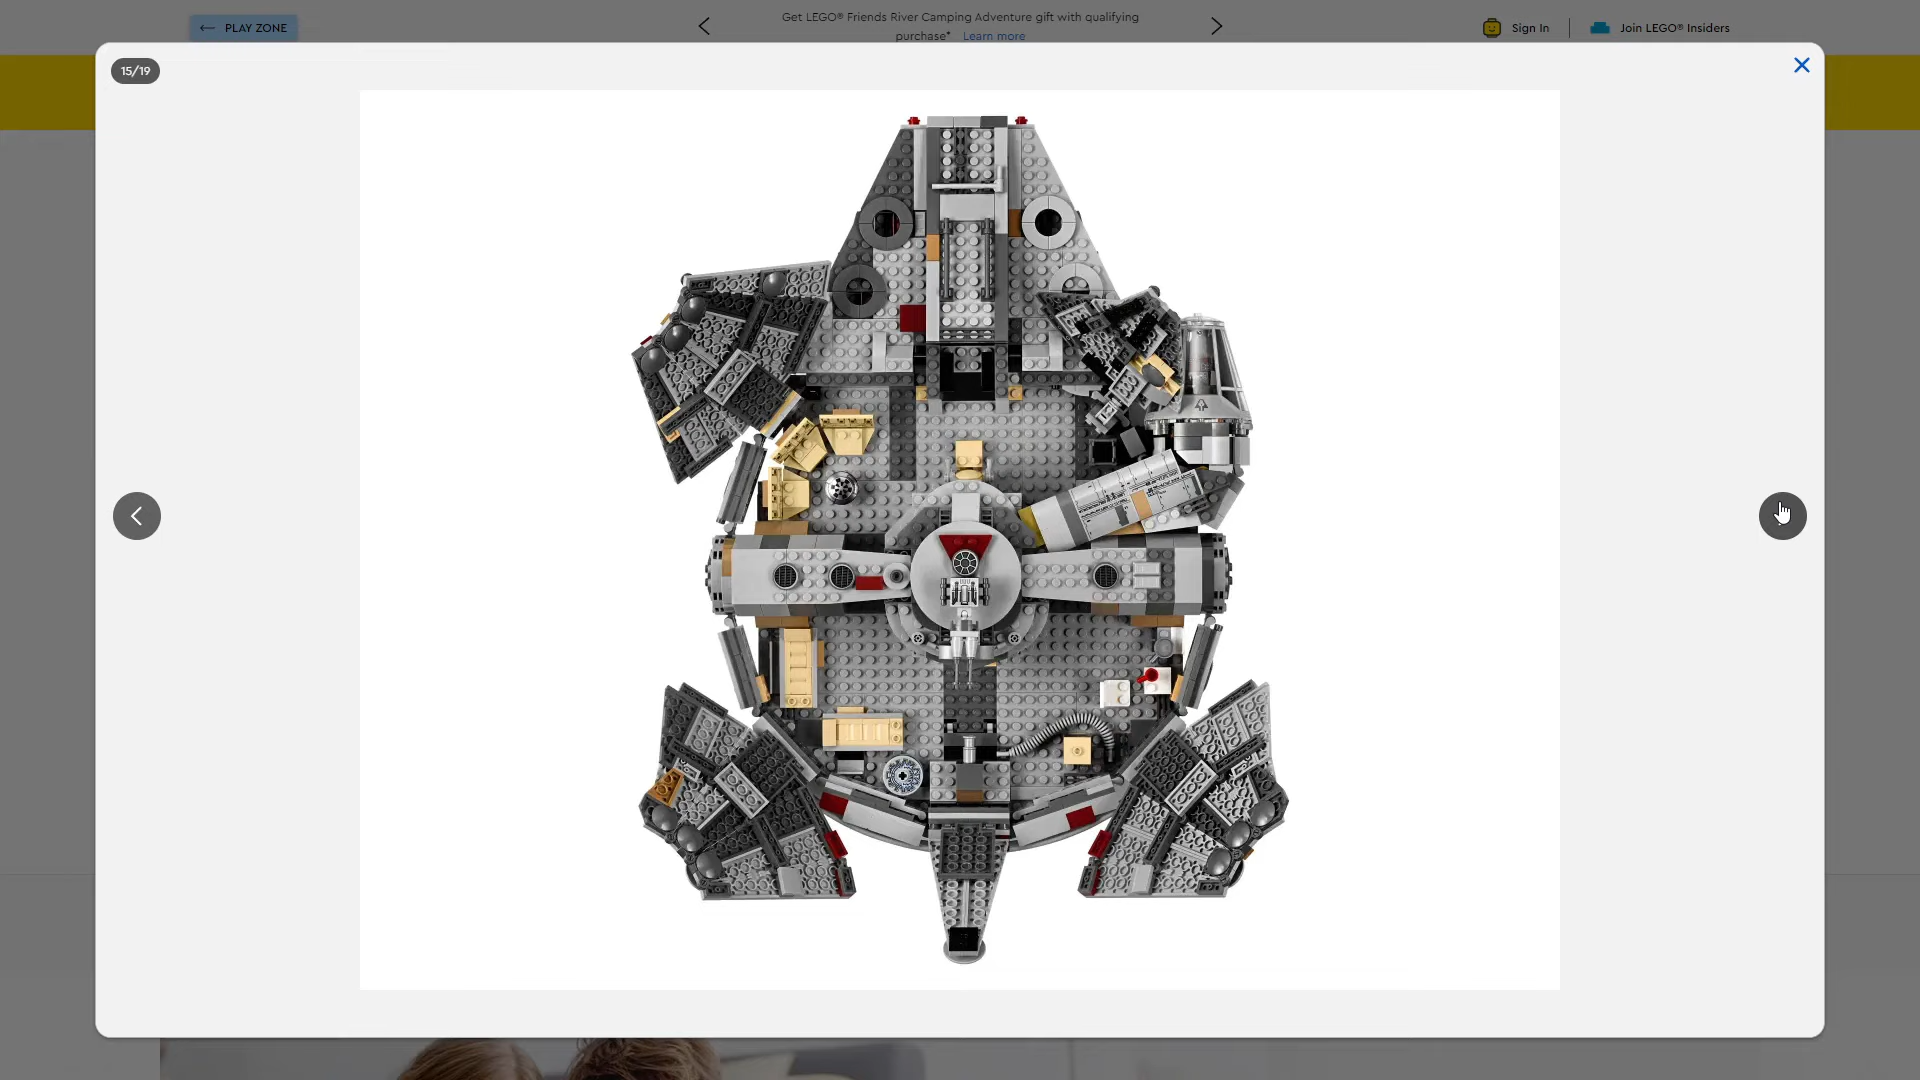 PLAY ZONE
Get LEGO® Friends River Camping Adventure gift with qualifying
purchase* Learn more
Sign In
Join LEGO® Insiders
15/19